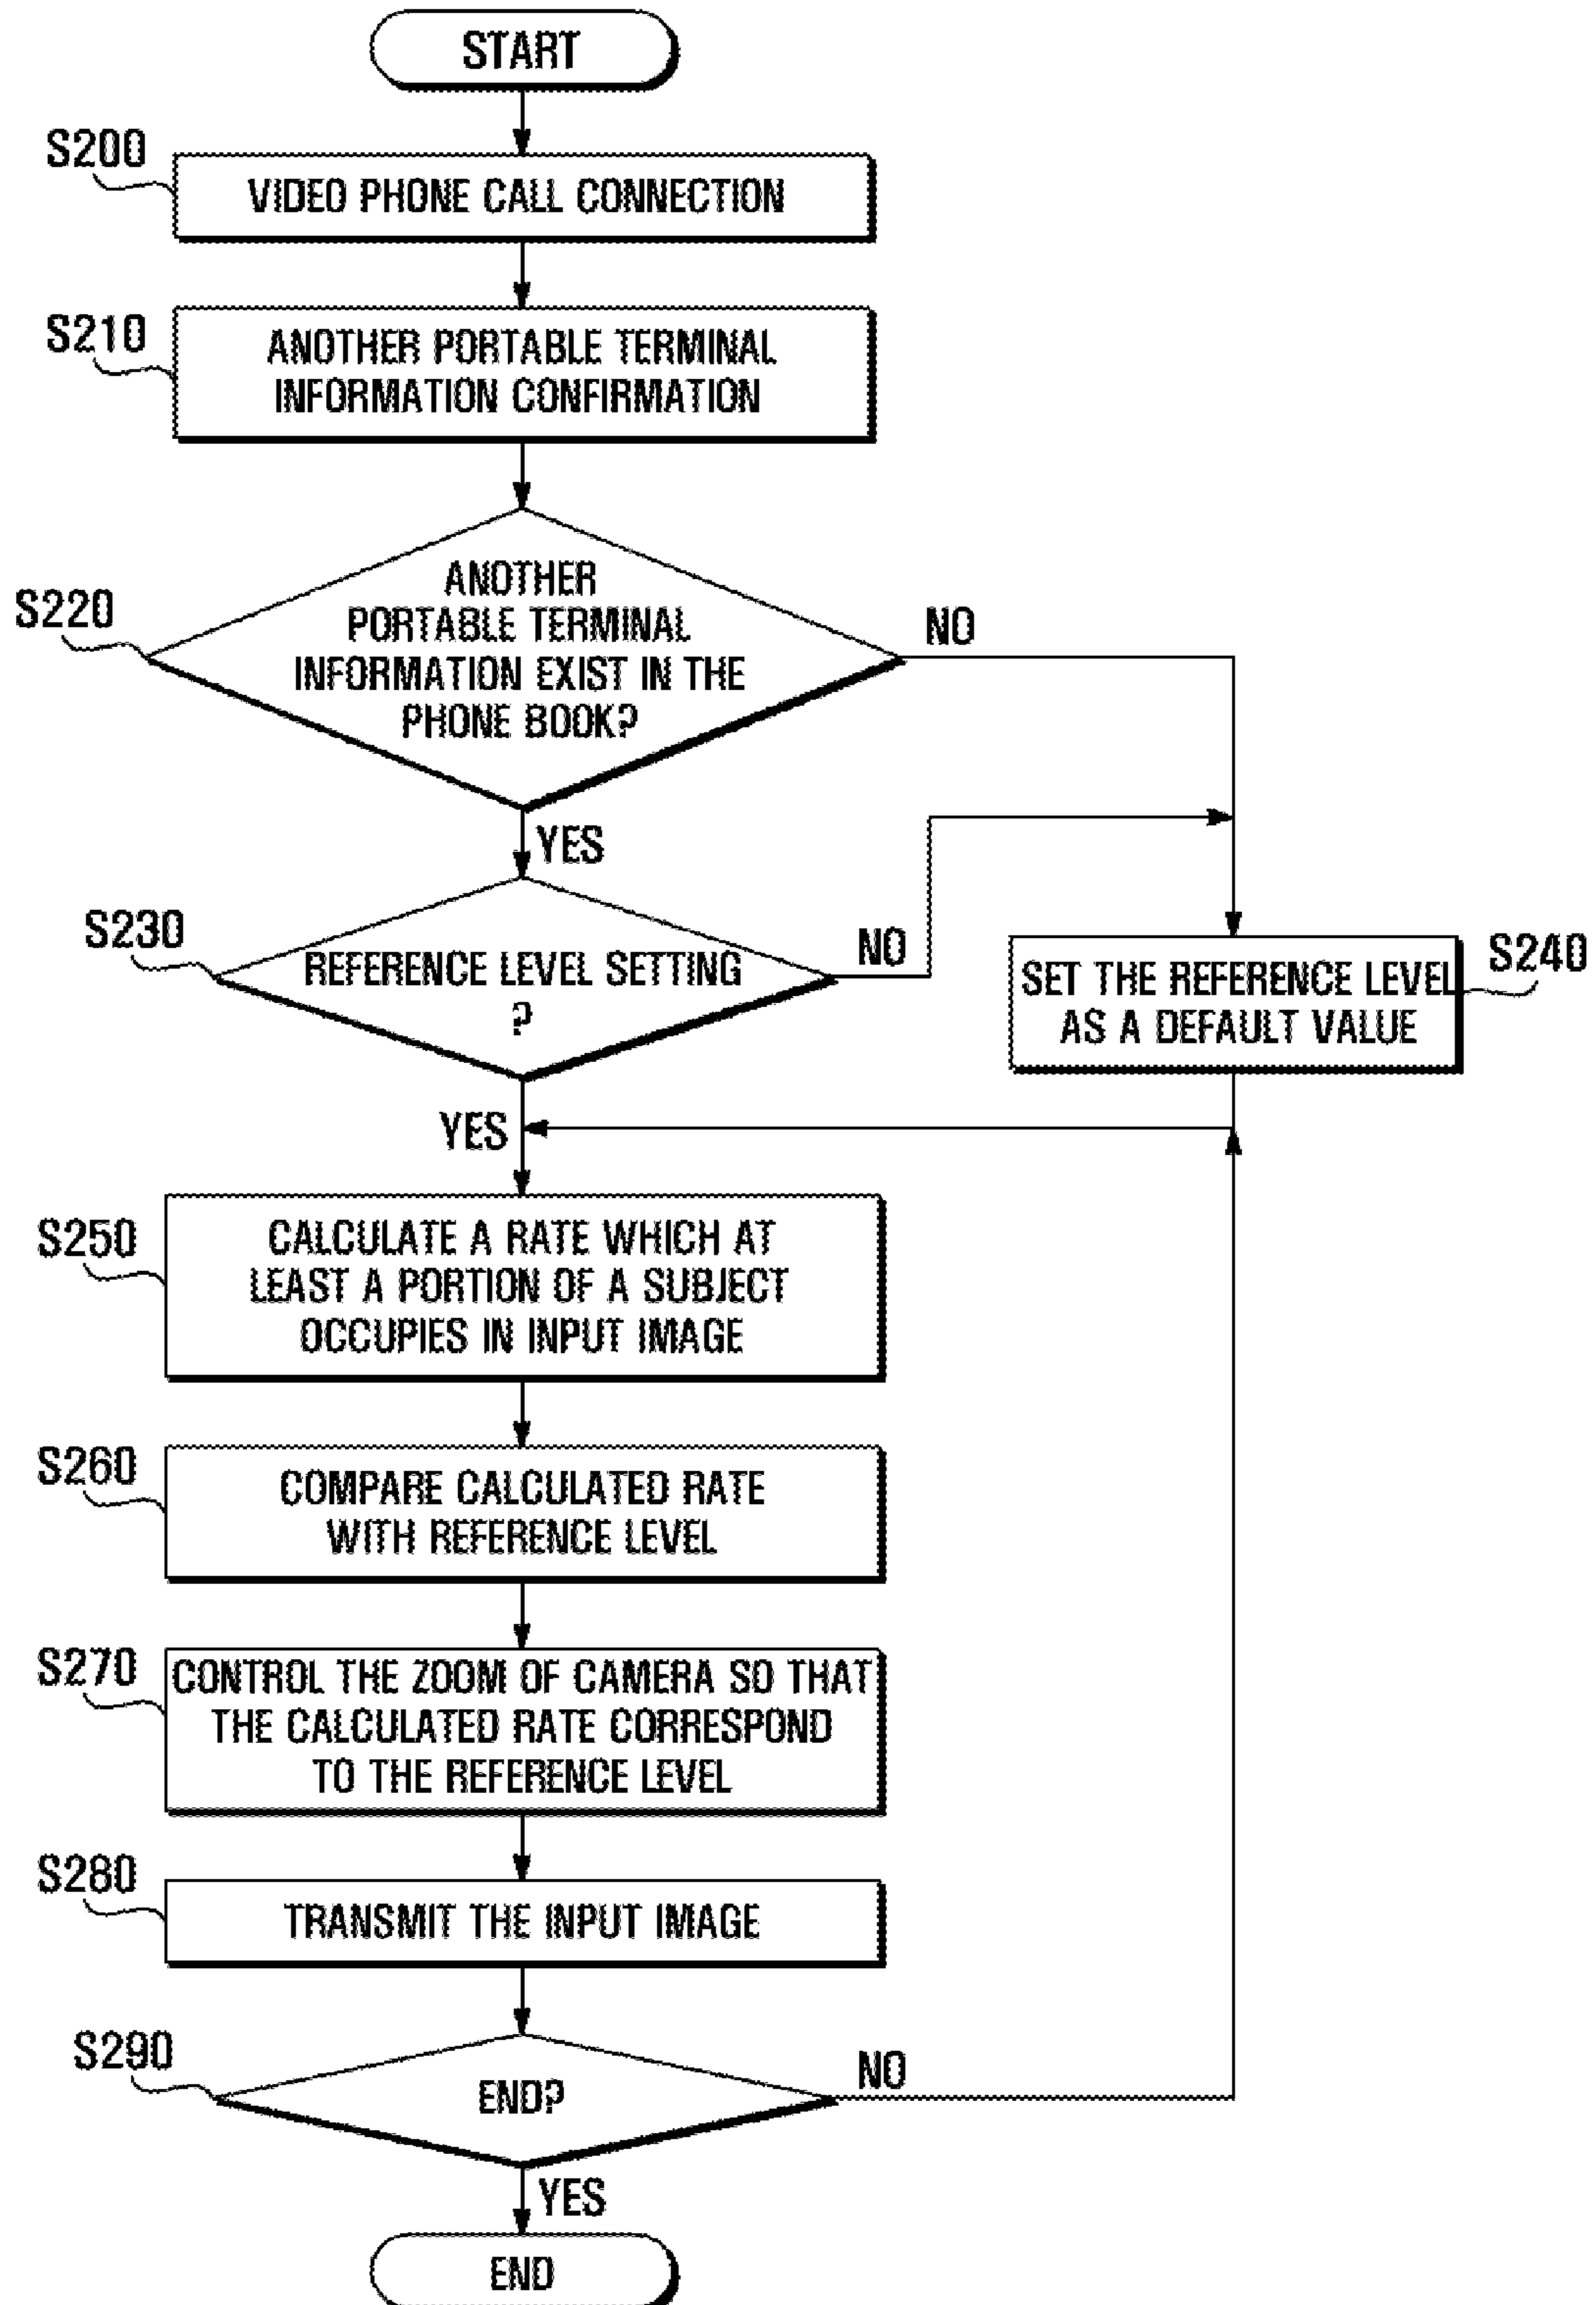 START
S200
VIDEO PHONE CALL CONNECTION
S210
ANOTHER PORTABLE TERMINAL
INFORMATION CONFIRMATION
S220
ANOTHER
PORTABLE TERMINAL
INFORMATION EXIST IN THE
PHONE BOOK?
NO
YES
S230
REFERENCE LEVEL SETTING
?
NO
S240
SET THE REFERENCE LEVEL
AS A DEFAULT VALUE
YES
S250
CALCULATE A RATE WHICH AT
LEAST A PORTION OF A SUBJECT
OCCUPIES IN INPUT IMAGE
S260
COMPARE CALCULATED RATE
WITH REFERENCE LEVEL
S270
CONTROL THE ZOOM OF CAMERA SO THAT
THE CALCULATED RATE CORRESPOND
TO THE REFERENCE LEVEL
S280
TRANSMIT THE INPUT IMAGE
S290
END?
NO
YES
END